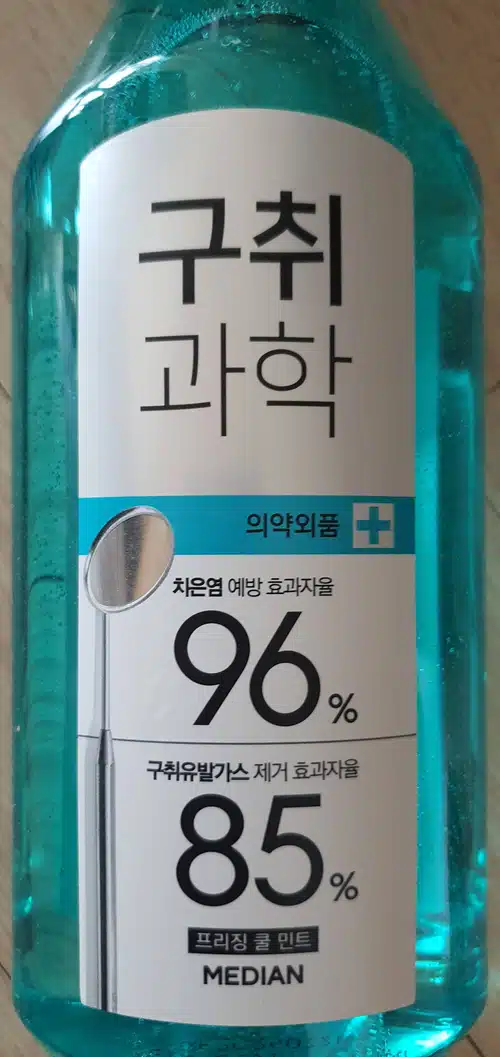 구취
과학
의약외품
치은염 예방 효과자율
96%
구취유발가스 제거 효과자율
85%
프리징 쿨 민트
MEDIAN